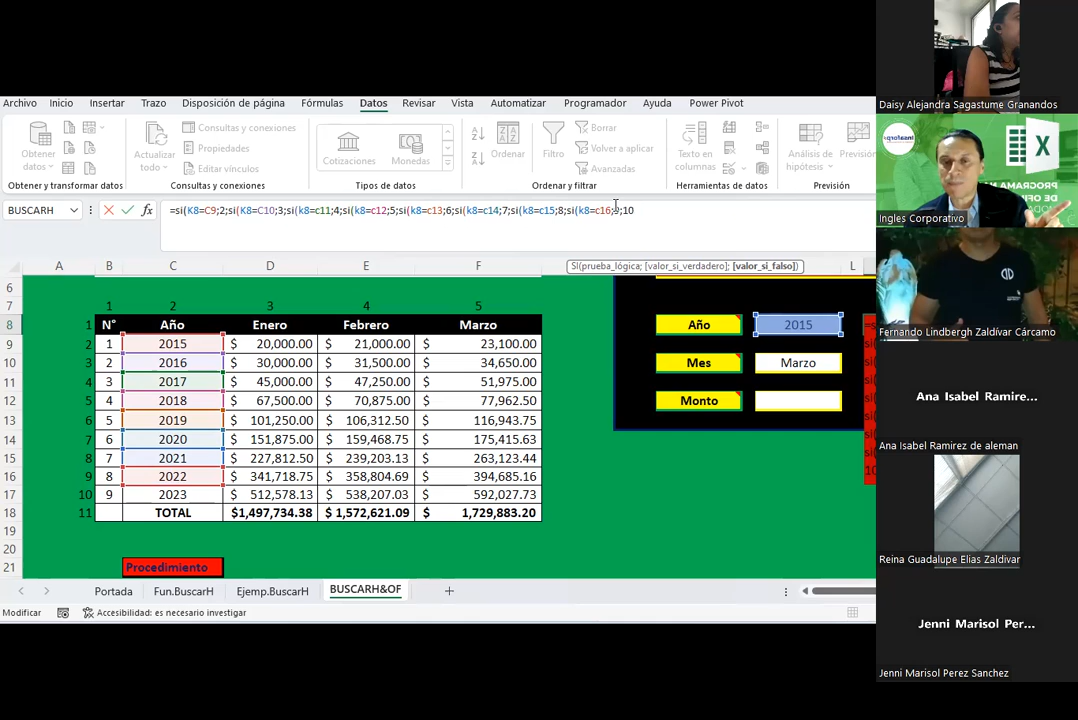 Archivo Inicio Insertar Trazo Disposición de página Fórmulas Datos Revisar Vista Automatizar Programador Ayuda Power Pivot
Obtener datos
Actualizar todo
Consultas y conexiones
Propiedades
Editar vínculos
Cotizaciones
Monedas
Ordenar
Filtro
Borrar
Volver a aplicar
Avanzadas
Texto en columnas
Análisis de hipótesis
Previsión
Obtener y transformar datos Consultas y conexiones Tipos de datos Ordenar y filtrar Herramientas de datos Previsión
BUSCARH
=si(K8=C9;2;si(K8=C10;3;si(k8=c11;4;si(k8=c12;5;si(k8=c13;6;si(k8=c14;7;si(k8=c15;8;si(k8=c16;9;10
SI(prueba_lógica; [valor_si_verdadero]; [valor_si_falso])
A B C D E F L
6
7 1 2 3 4 5
8 1 N° Año Enero Febrero Marzo
9 2 1 2015 $ 20,000.00 $ 21,000.00 $ 23,100.00
10 3 2 2016 $ 30,000.00 $ 31,500.00 $ 34,650.00
11 4 3 2017 $ 45,000.00 $ 47,250.00 $ 51,975.00
12 5 4 2018 $ 67,500.00 $ 70,875.00 $ 77,962.50
13 6 5 2019 $ 101,250.00 $ 106,312.50 $ 116,943.75
14 7 6 2020 $ 151,875.00 $ 159,468.75 $ 175,415.63
15 8 7 2021 $ 227,812.50 $ 239,203.13 $ 263,123.44
16 9 8 2022 $ 341,718.75 $ 358,804.69 $ 394,685.16
17 10 9 2023 $ 512,578.13 $ 538,207.03 $ 592,027.73
18 11 TOTAL $1,497,734.38 $ 1,572,621.09 $ 1,729,883.20
19
20
21 Procedimiento
Año 2015
Mes Marzo
Monto
Portada Fun.BuscarH Ejemp.BuscarH BUSCARH&OF
Modificar Accesibilidad: es necesario investigar
Daisy Alejandra Sagastume Granandos
Insaforp
Ingles Corporativo
Fernando Lindbergh Zaldívar Cárcamo
Ana Isabel Ramire...
Ana Isabel Ramirez de aleman
Reina Guadalupe Elias Zaldivar
Jenni Marisol Per...
Jenni Marisol Perez Sanchez